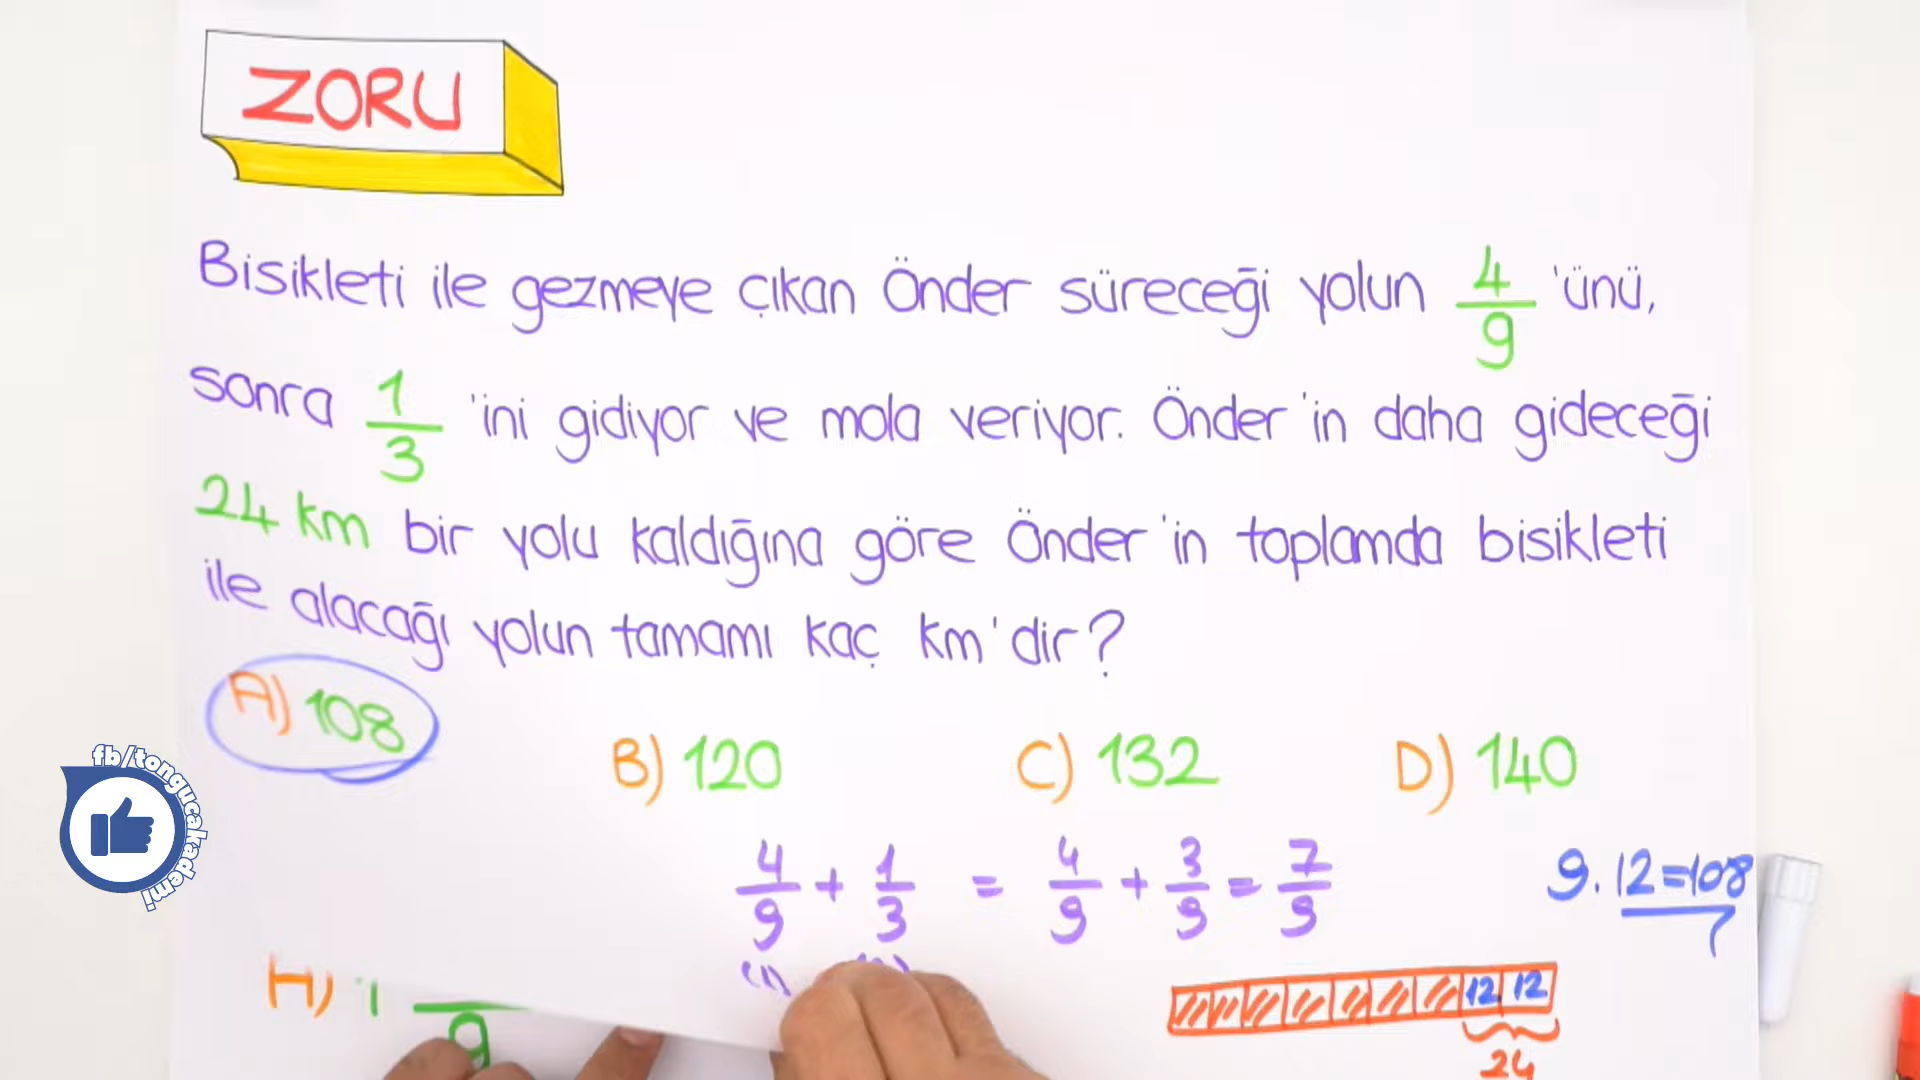 ZORU
Bisikleti ile gezmeye çıkan Önder süreceği yolun 4/9 'ünü,
sonra 1/3 'ini gidiyor ve mola veriyor. Önder'in daha gideceği
24 km bir yolu kaldığına göre Önder'in toplamda bisikleti
ile alacağı yolun tamamı kaç km'dir?
A) 108 B) 120 C) 132 D) 140
fb/tongucakademi
4/9 + 1/3 = 4/9 + 3/9 = 7/9
(1)
9.12=108
12 12
24
9